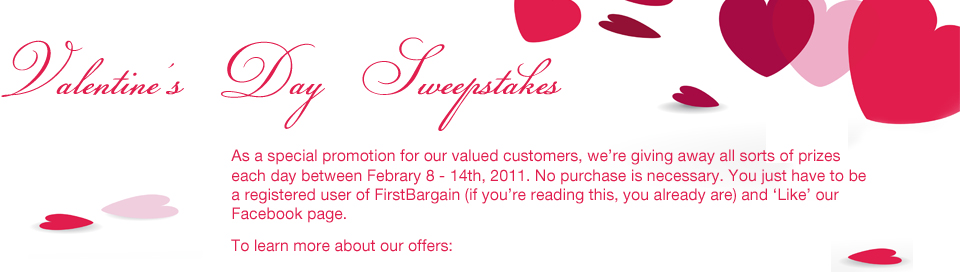 Valentine's Day Sweepstakes
As a special promotion for our valued customers, we're giving away all sorts of prizes
each day between Febrary 8 - 14th, 2011. No purchase is necessary. You just have to be
a registered user of FirstBargain (if you're reading this, you already are) and ‘Like’ our
Facebook page.
To learn more about our offers: